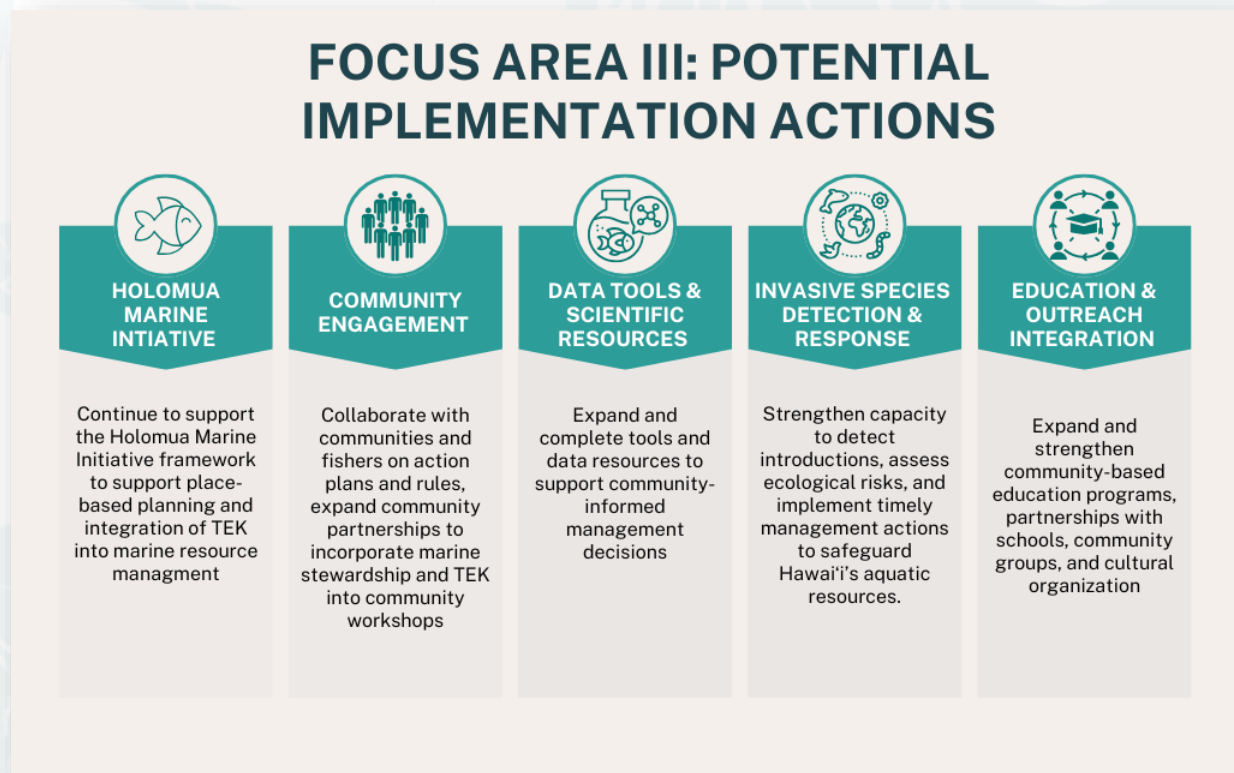 FOCUS AREA III: POTENTIAL
IMPLEMENTATION ACTIONS
HOLOMUA
MARINE
INTIATIVE
Continue to support
the Holomua Marine
Initiative framework
to support place-
based planning and
integration of TEK
into marine resource
managment
COMMUNITY
ENGAGEMENT
Collaborate with
communities and
fishers on action
plans and rules,
expand community
partnerships to
incorporate marine
stewardship and TEK
into community
workshops
DATA TOOLS &
SCIENTIFIC
RESOURCES
Expand and
complete tools and
data resources to
support community-
informed
management
decisions
INVASIVE SPECIES
DETECTION &
RESPONSE
Strengthen capacity
to detect
introductions, assess
ecological risks, and
implement timely
management actions
to safeguard
Hawaiʻi’s aquatic
resources.
EDUCATION &
OUTREACH
INTEGRATION
Expand and
strengthen
community-based
education programs,
partnerships with
schools, community
groups, and cultural
organization